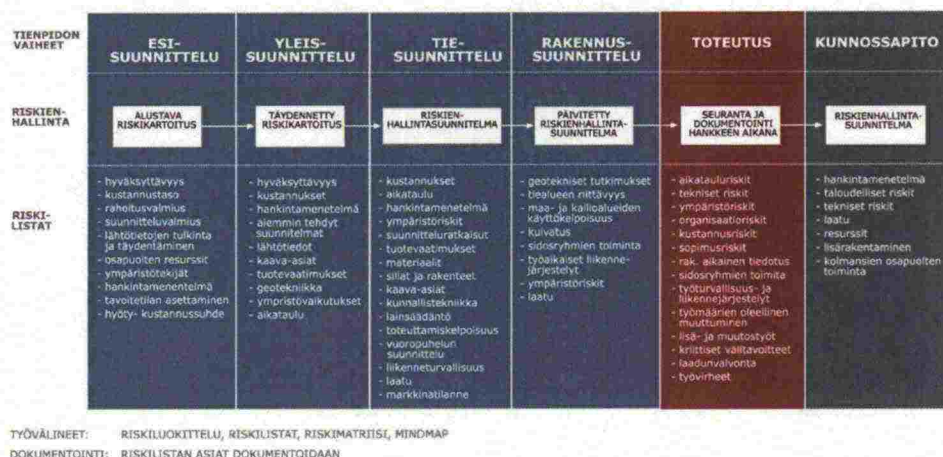 TIENPIDON
VAIHEET
ESI-
SUUNNITTELU
YLEIS-
SUUNNITTELU
TIE-
SUUNNITTELU
RAKENNUS-
SUUNNITTELU
TOTEUTUS
KUNNOSSAPITO
RISKIEN-
HALLINTA
ALUSTAVA
RISKIKARTOITUS
TÄYDENNETTY
RISKIKARTOITUS
RISKIEN-
HALLINTASUUNNITELMA
PÄIVITETTY
RISKIENHALLINTA-
SUUNNITELMA
SEURANTA JA
DOKUMENTOINTI
HANKKEEN AIKANA
RISKIENHALLINTA-
SUUNNITELMA
RISKI-
LISTAT
- hyväksyttävyys
- kustannustaso
- rahoitusvalmius
- suunnitteluvalmius
- lähtötietojen tulkinta
ja täydentäminen
- osapuolten resurssit
- ympäristötekijät
- hankintamenentelmä
- tavoitetilan asettaminen
- hyöty- kustannussuhde
- hyväksyttävyys
- kustannukset
- hankintamenetelmä
- aiemmin tehdyt
suunnitelmat
- lähtötiedot
- kaava-asiat
- tuotevaatimukset
- geotekniikka
- ympristövaikutukset
- aikataulu
- kustannukset
- aikataulu
- hankintamenetelmä
- ympäristöriskit
- suunnitteluratkaisut
- tuotevaatimukset
- materiaalit
- sillat ja rakenteet
- kaava-asiat
- kunnallistekniikka
- lainsäädäntö
- toteuttamiskelpoisuus
- vuoropuhelun
suunnittelu
- liikenneturvallisuus
- laatu
- markkinatilanne
- geotekniset tutkimukset
- tiealueen riittävyys
- maa- ja kallioalueiden
käyttökelpoisuus
- kuivatus
- sidosryhmien toiminta
- työaikaiset liikenne-
järjestelyt
- ympäristöriskit
- laatu
- aikatauluriskit
- tekniset riskit
- ympäristöriskit
- organisaatioriskit
- kustannusriskit
- sopimusriskit
- rak. aikainen tiedotus
- sidosryhmien toimita
- työturvallisuus- ja
liikennejärjestelyt
- työmäärien oleellinen
muuttuminen
- lisä- ja muutostyöt
- kriittiset välitavoitteet
- laadunvalvonta
- työvirheet
- hankintamenetelmä
- taloudelliset riskit
- tekniset riskit
- laatu
- resurssit
- lisärakentaminen
- kolmansien osapuolten
toiminta
TYÖVÄLINEET: RISKILUOKITTELU, RISKILISTAT, RISKIMATRIISI, MINDMAP
DOKUMENTOINTI: RISKILISTAN ASIAT DOKUMENTOIDAAN